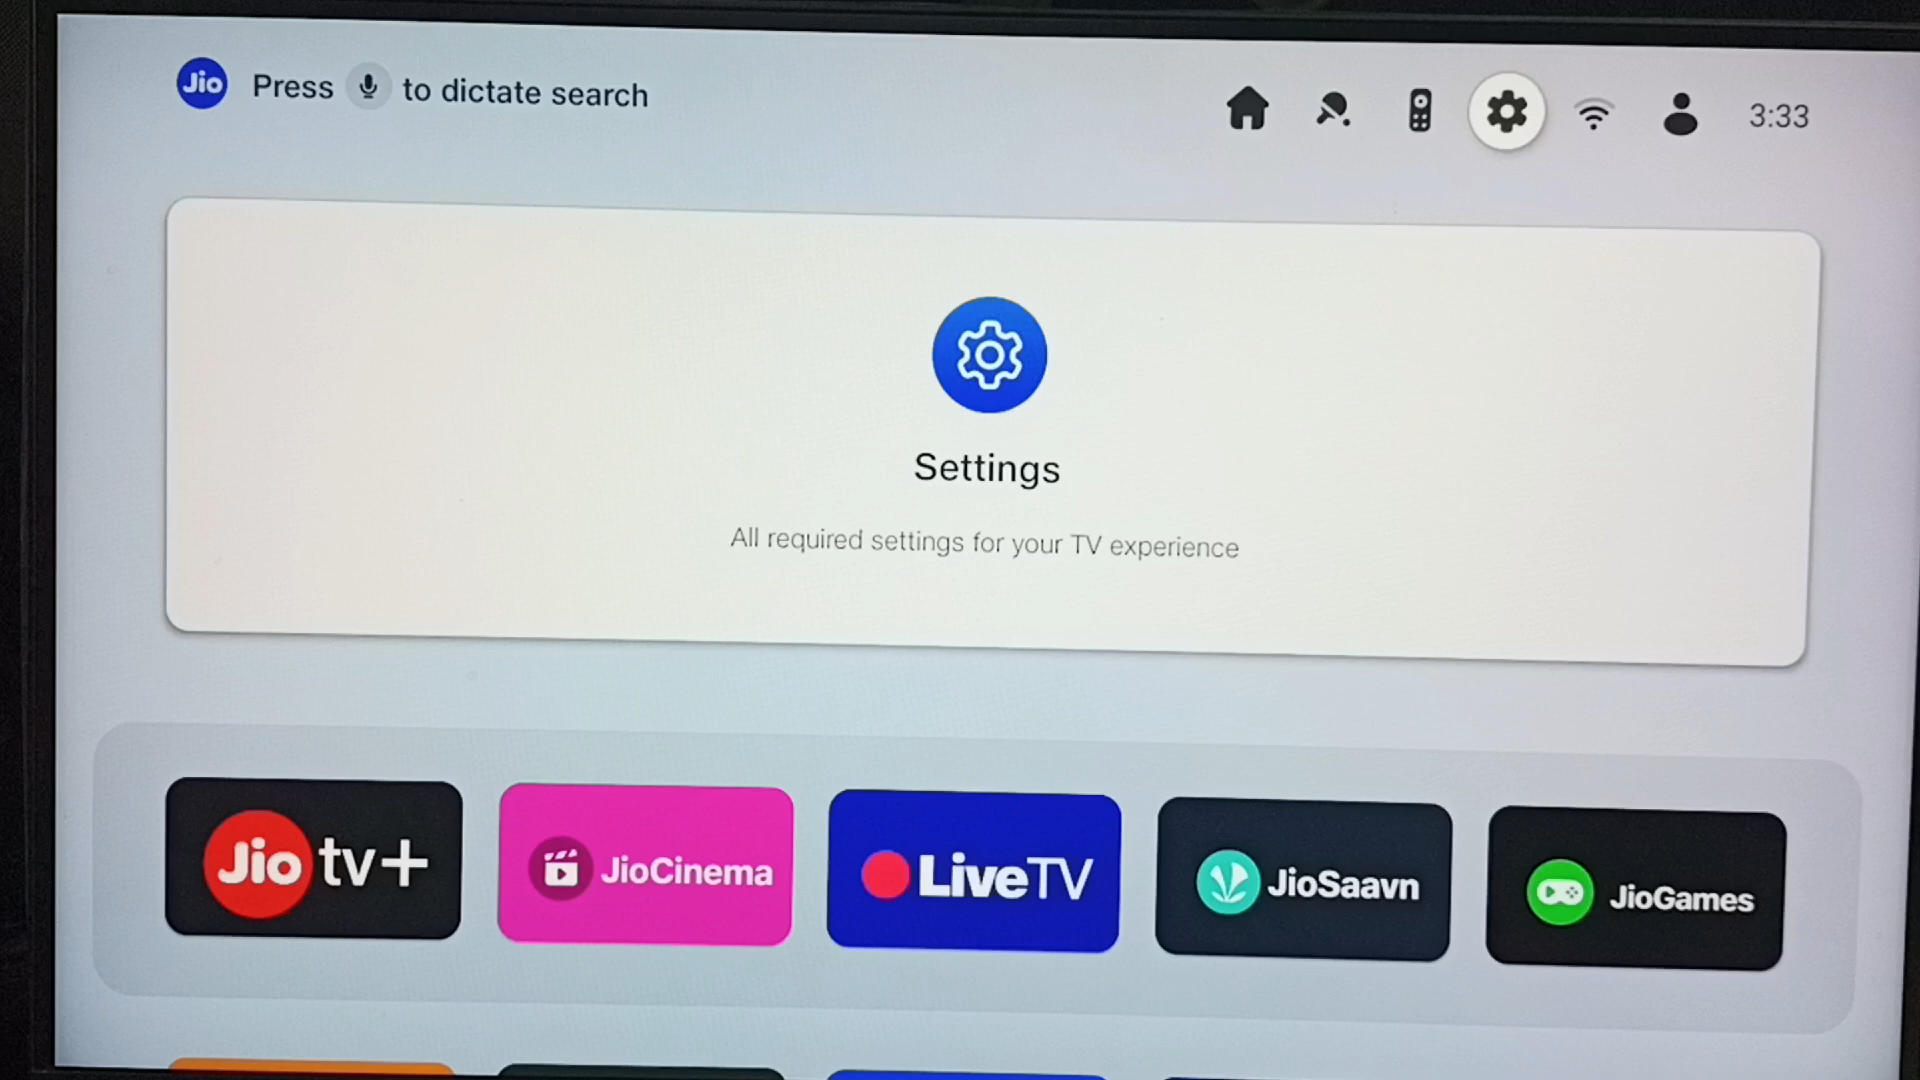 Jio Press to dictate search
3:33
Settings
All required settings for your TV experience
Jio tv+
JioCinema
LiveTV
JioSaavn
JioGames